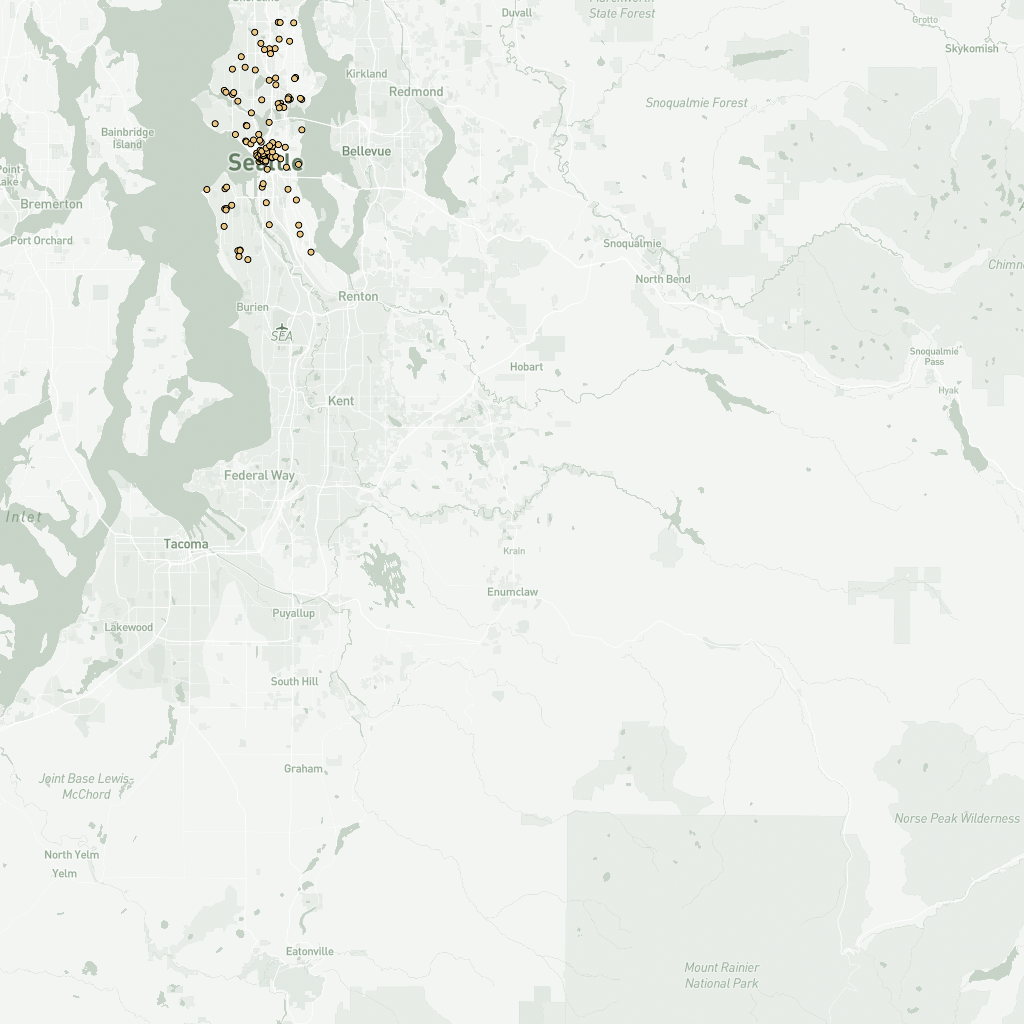 Duvall
State Forest
Grotto
Skykomish
Kirkland
Redmond
Snoqualmie Forest
Bainbridge
Island
Bellevue
Seattle
Point-
Lake
Bremerton
Port Orchard
Snoqualmie
North Bend
Renton
Burien
SEA
Snoqualmie
Pass
Hobart
Hyak
Kent
Federal Way
Inlet
Tacoma
Krain
Enumclaw
Puyallup
Lakewood
South Hill
Graham
Joint Base Lewis-
McChord
Norse Peak Wilderness
North Yelm
Yelm
Eatonville
Mount Rainier
National Park